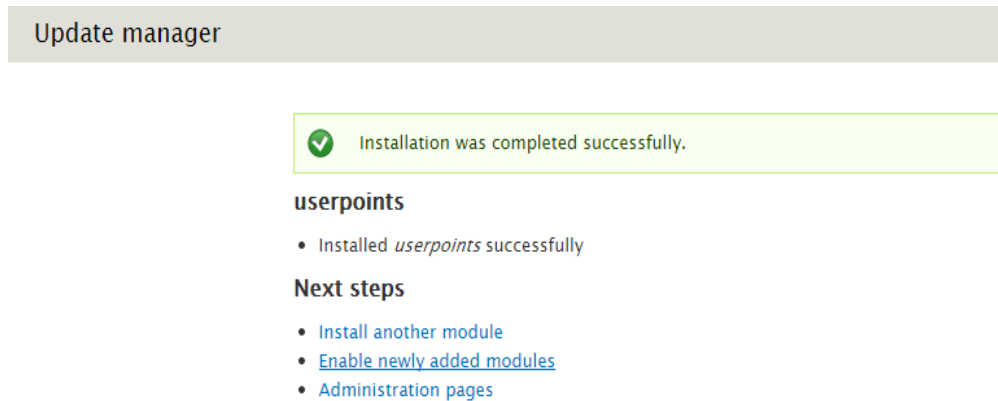 Update manager
Installation was completed successfully.
userpoints
Installed userpoints successfully
Next steps
Install another module
Enable newly added modules
Administration pages